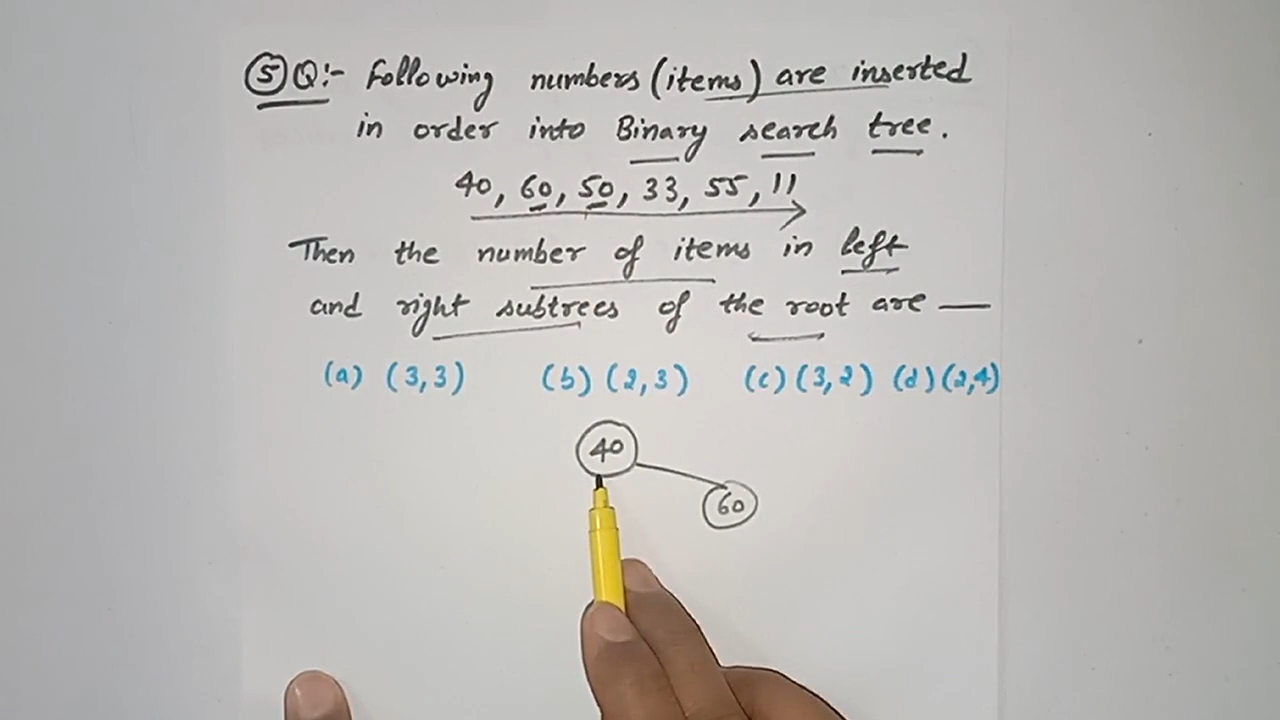 5 Q:- Following numbers (items) are inserted
in order into Binary search tree.
40, 60, 50, 33, 55, 11
Then the number of items in left
and right subtrees of the root are —
(a) (3,3) (b) (2,3) (c) (3,2) (d) (2,4)
40
60